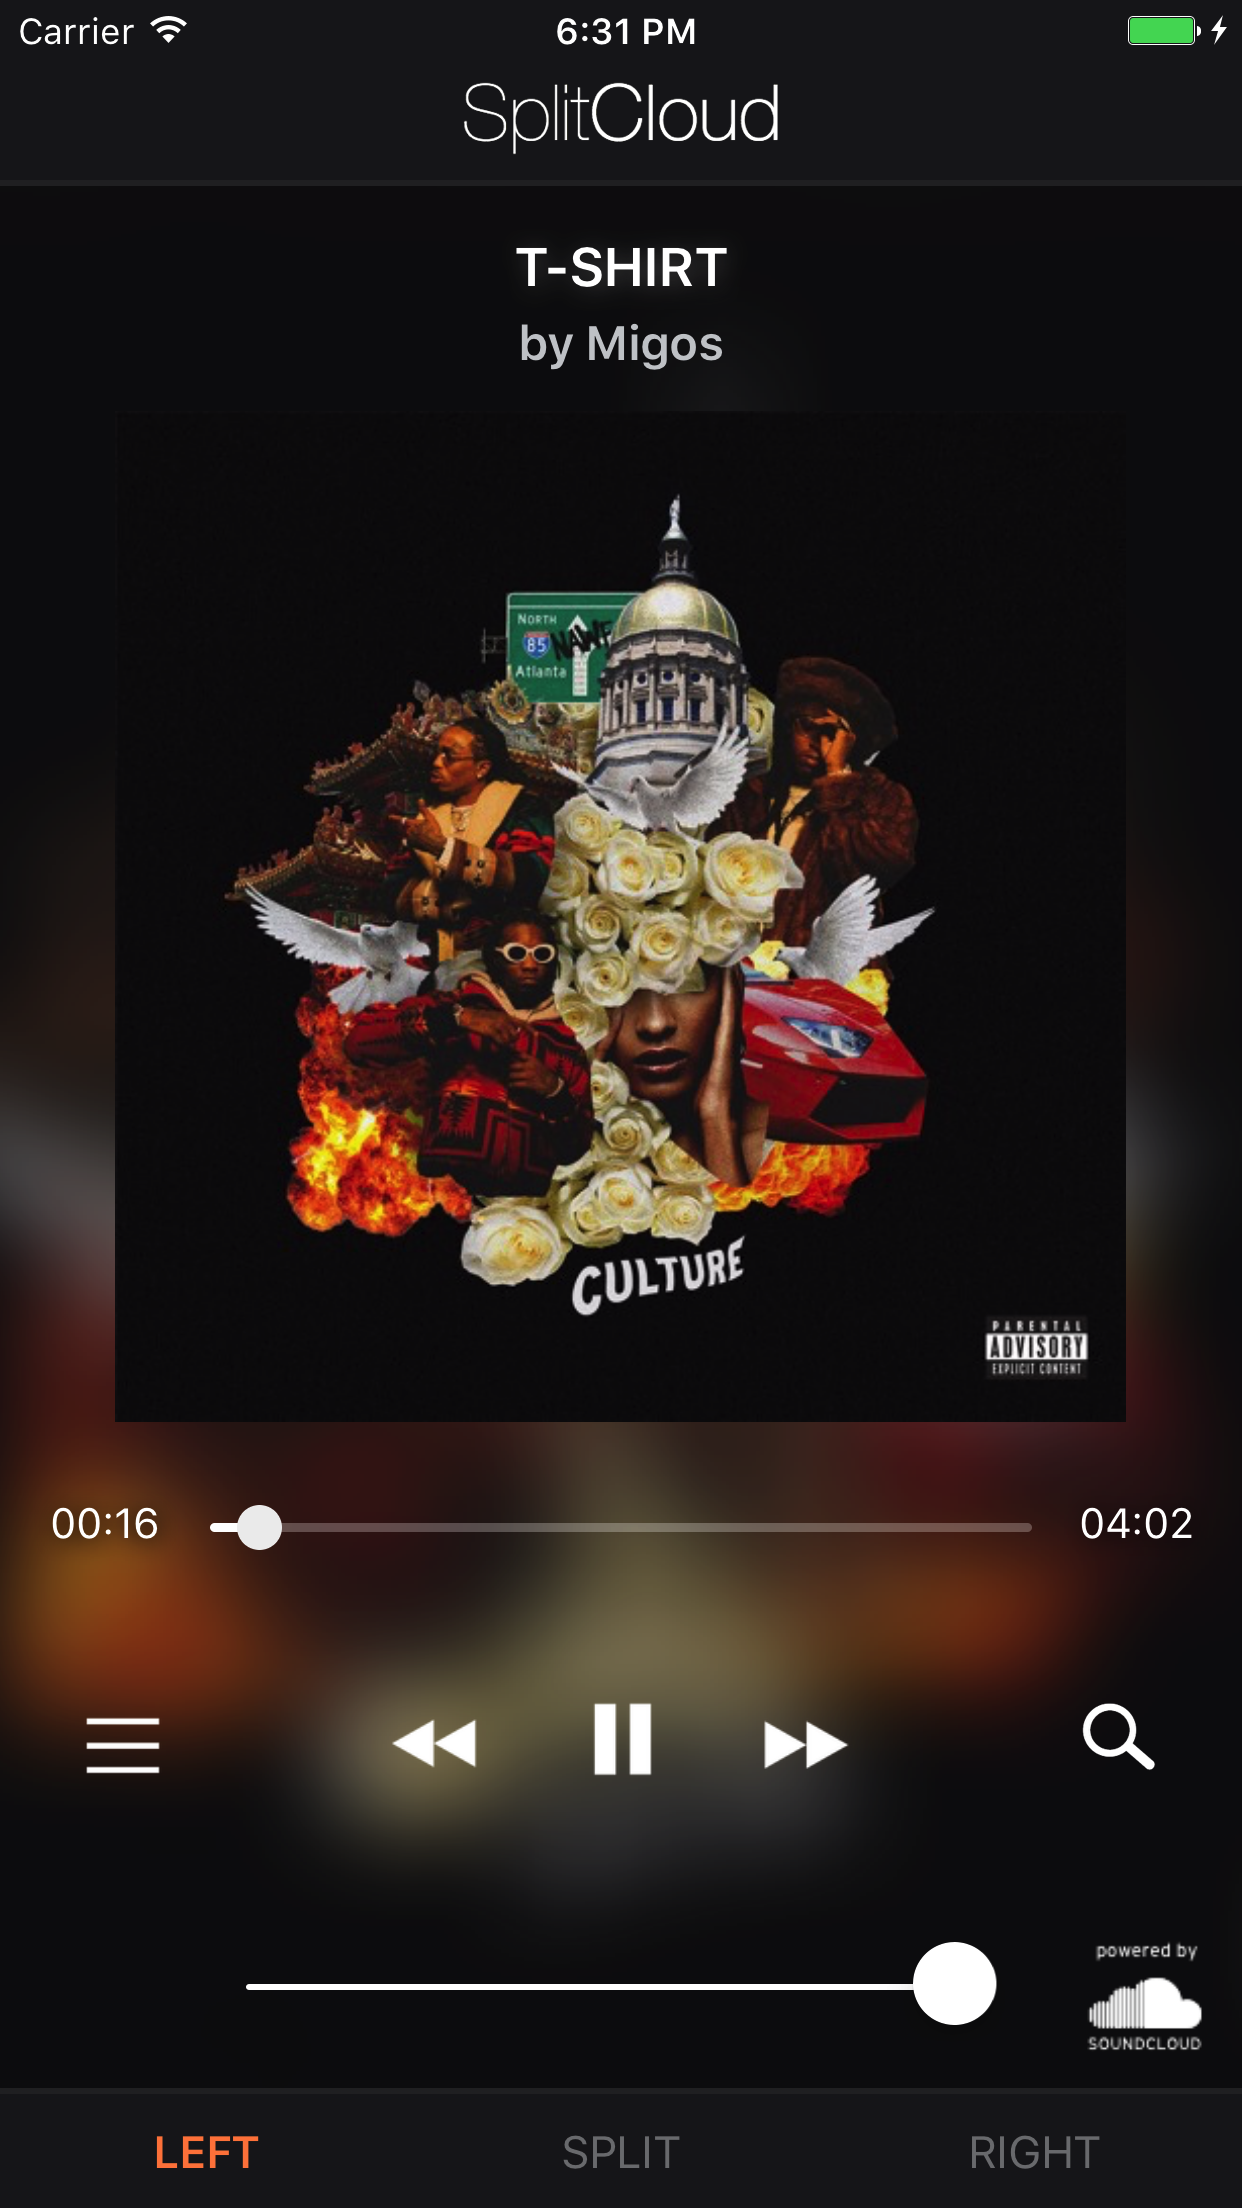 Carrier 6:31 PM
SplitCloud
T-SHIRT
by Migos
NORTH
85 NAWF
Atlanta
CULTURE
PARENTAL
ADVISORY
EXPLICIT CONTENT
00:16 04:02
powered by
SOUNDCLOUD
LEFT SPLIT RIGHT